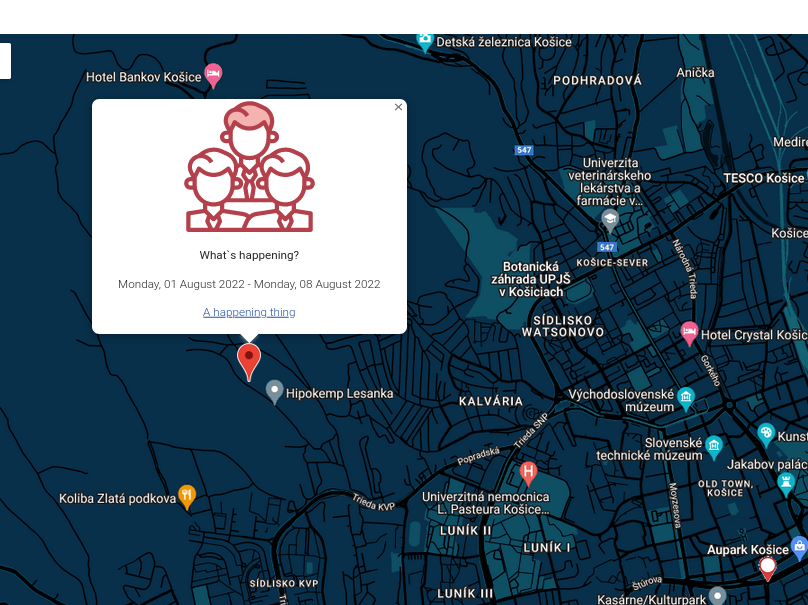 Detská železnica Košice
Hotel Bankov Košice
PODHRADOVÁ
Anička
What`s happening?
Monday, 01 August 2022 - Monday, 08 August 2022
A happening thing
547
Univerzita
veterinárskeho
lekárstva a
farmácie v...
TESCO Košice
547
KOŠICE-SEVER
Národná Trieda
Košice
Botanická
záhrada UPJŠ
v Košiciach
SÍDLISKO
WATSONOVO
Hotel Crystal Košic
Gorkého
Hipokemp Lesanka
KALVÁRIA
Východoslovenské
múzeum
Trieda SNP
Popradská
Slovenské
technické múzeum
Kunst
Jakabov palác
OLD TOWN,
KOŠICE
Koliba Zlatá podkova
Trieda KVP
Univerzitná nemocnica
L. Pasteura Košice...
Moyzesova
LUNÍK II
LUNÍK I
Aupark Košice
SÍDLISKO KVP
LUNÍK III
Štúrova
Kasárne/Kulturpark